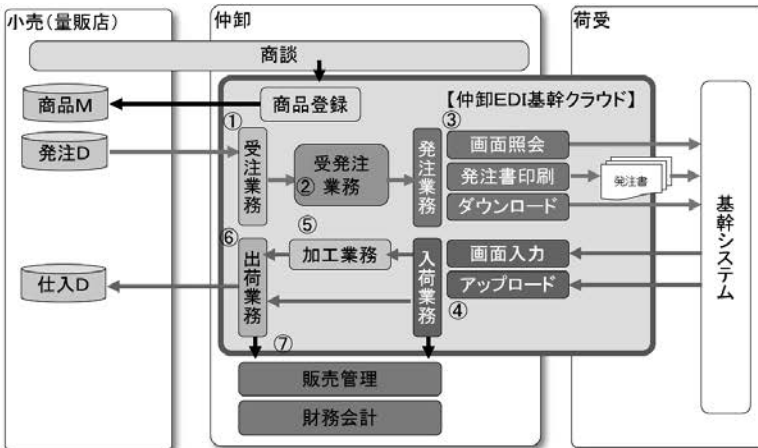 小売(量販店)
仲卸
荷受
商談
商品M
商品登録
【仲卸EDI基幹クラウド】
①
③
発注D
受注業務
②
受発注
業務
発注業務
画面照会
発注書印刷
発注書
ダウンロード
基幹システム
⑤
⑥
仕入D
出荷業務
加工業務
入荷業務
画面入力
アップロード
④
⑦
販売管理
財務会計